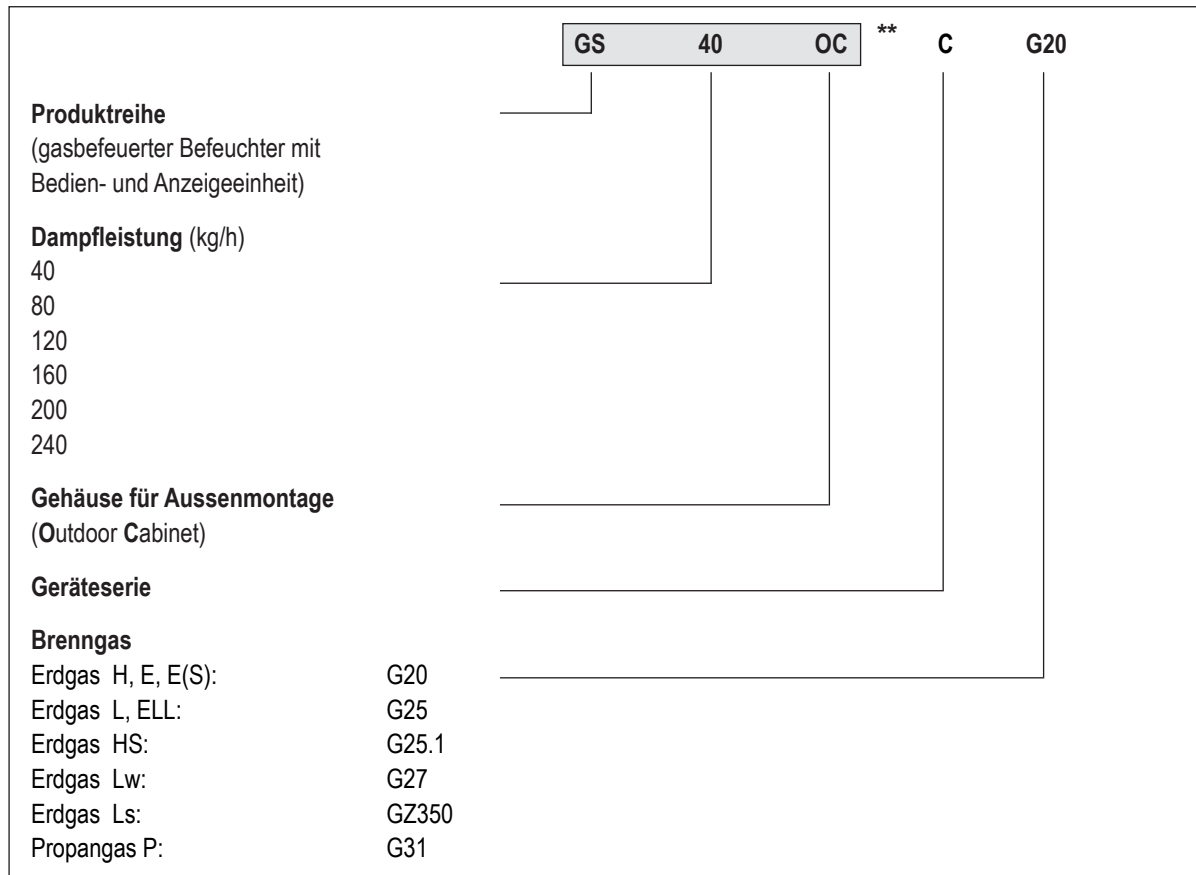 GS 40 OC ** C G20
Produktreihe
(gasbefeuerter Befeuchter mit
Bedien- und Anzeigeeinheit)
Dampfleistung (kg/h)
40
80
120
160
200
240
Gehäuse für Aussenmontage
(Outdoor Cabinet)
Geräteserie
Brenngas
Erdgas H, E, E(S): G20
Erdgas L, ELL: G25
Erdgas HS: G25.1
Erdgas Lw: G27
Erdgas Ls: GZ350
Propangas P: G31